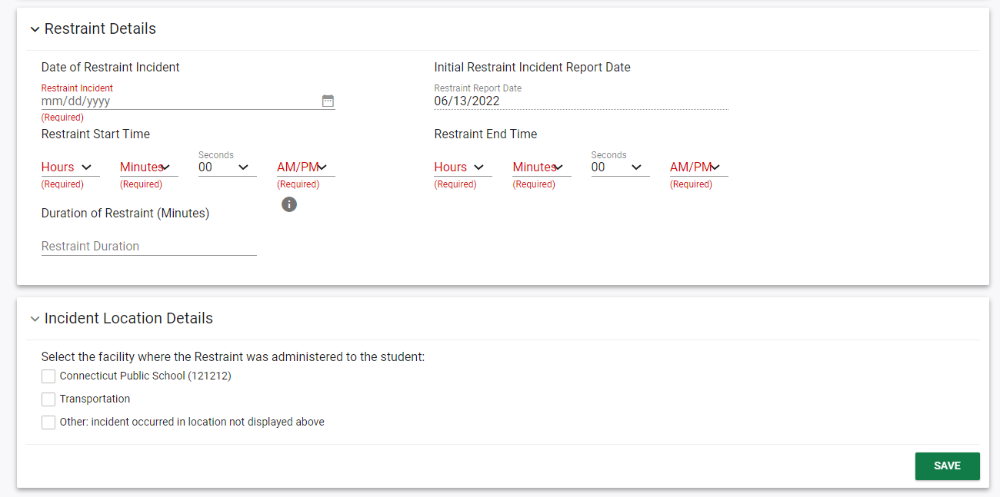 Restraint Details
Date of Restraint Incident
Initial Restraint Incident Report Date
Restraint Incident
Restraint Report Date
mm/dd/yyyy
06/13/2022
(Required)
Restraint Start Time
Restraint End Time
Seconds
Seconds
Hours Minutes 00 AM/PM
Hours Minutes 00 AM/PM
(Required) (Required) (Required)
(Required) (Required) (Required)
i
Duration of Restraint (Minutes)
Restraint Duration
Incident Location Details
Select the facility where the Restraint was administered to the student:
Connecticut Public School (121212)
Transportation
Other: incident occurred in location not displayed above
SAVE